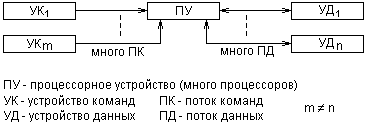 УК1 ПУ УД1
УКm много ПК много ПД УДn
ПУ - процессорное устройство (много процессоров)
УК - устройство команд ПК - поток команд
УД - устройство данных ПД - поток данных
m ≠ n